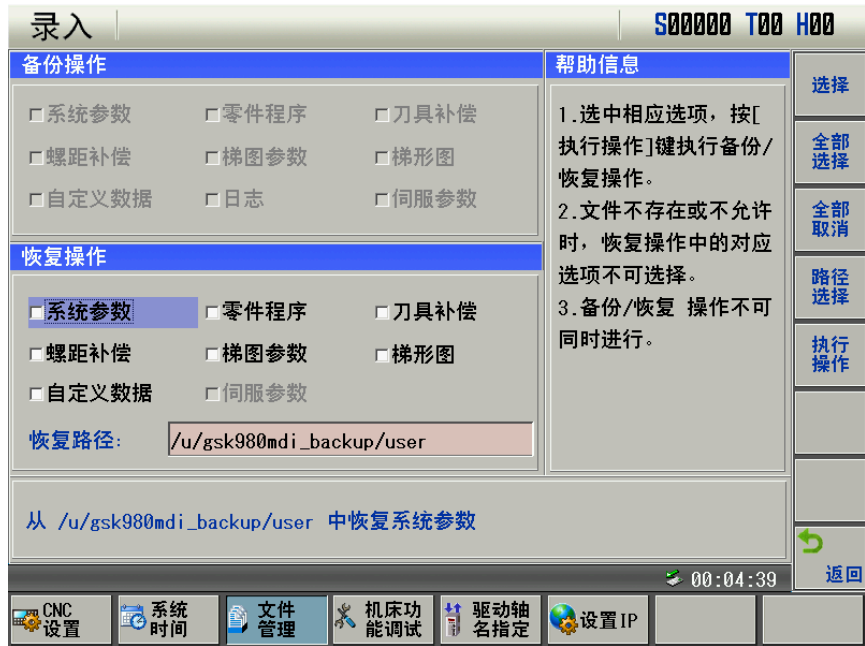 录入
S00000 T00 H00
备份操作
系统参数 零件程序 刀具补偿
螺距补偿 梯图参数 梯形图
自定义数据 日志 伺服参数
恢复操作
系统参数 零件程序 刀具补偿
螺距补偿 梯图参数 梯形图
自定义数据 伺服参数
恢复路径: /u/gsk980mdi_backup/user
帮助信息
1.选中相应选项，按[
执行操作]键执行备份/
恢复操作。
2.文件不存在或不允许
时，恢复操作中的对应
选项不可选择。
3.备份/恢复 操作不可
同时进行。
从 /u/gsk980mdi_backup/user 中恢复系统参数
00:04:39
选择
全部
选择
全部
取消
路径
选择
执行
操作
返回
CNC
设置
系统
时间
文件
管理
机床功
能调试
驱动轴
名指定
设置IP